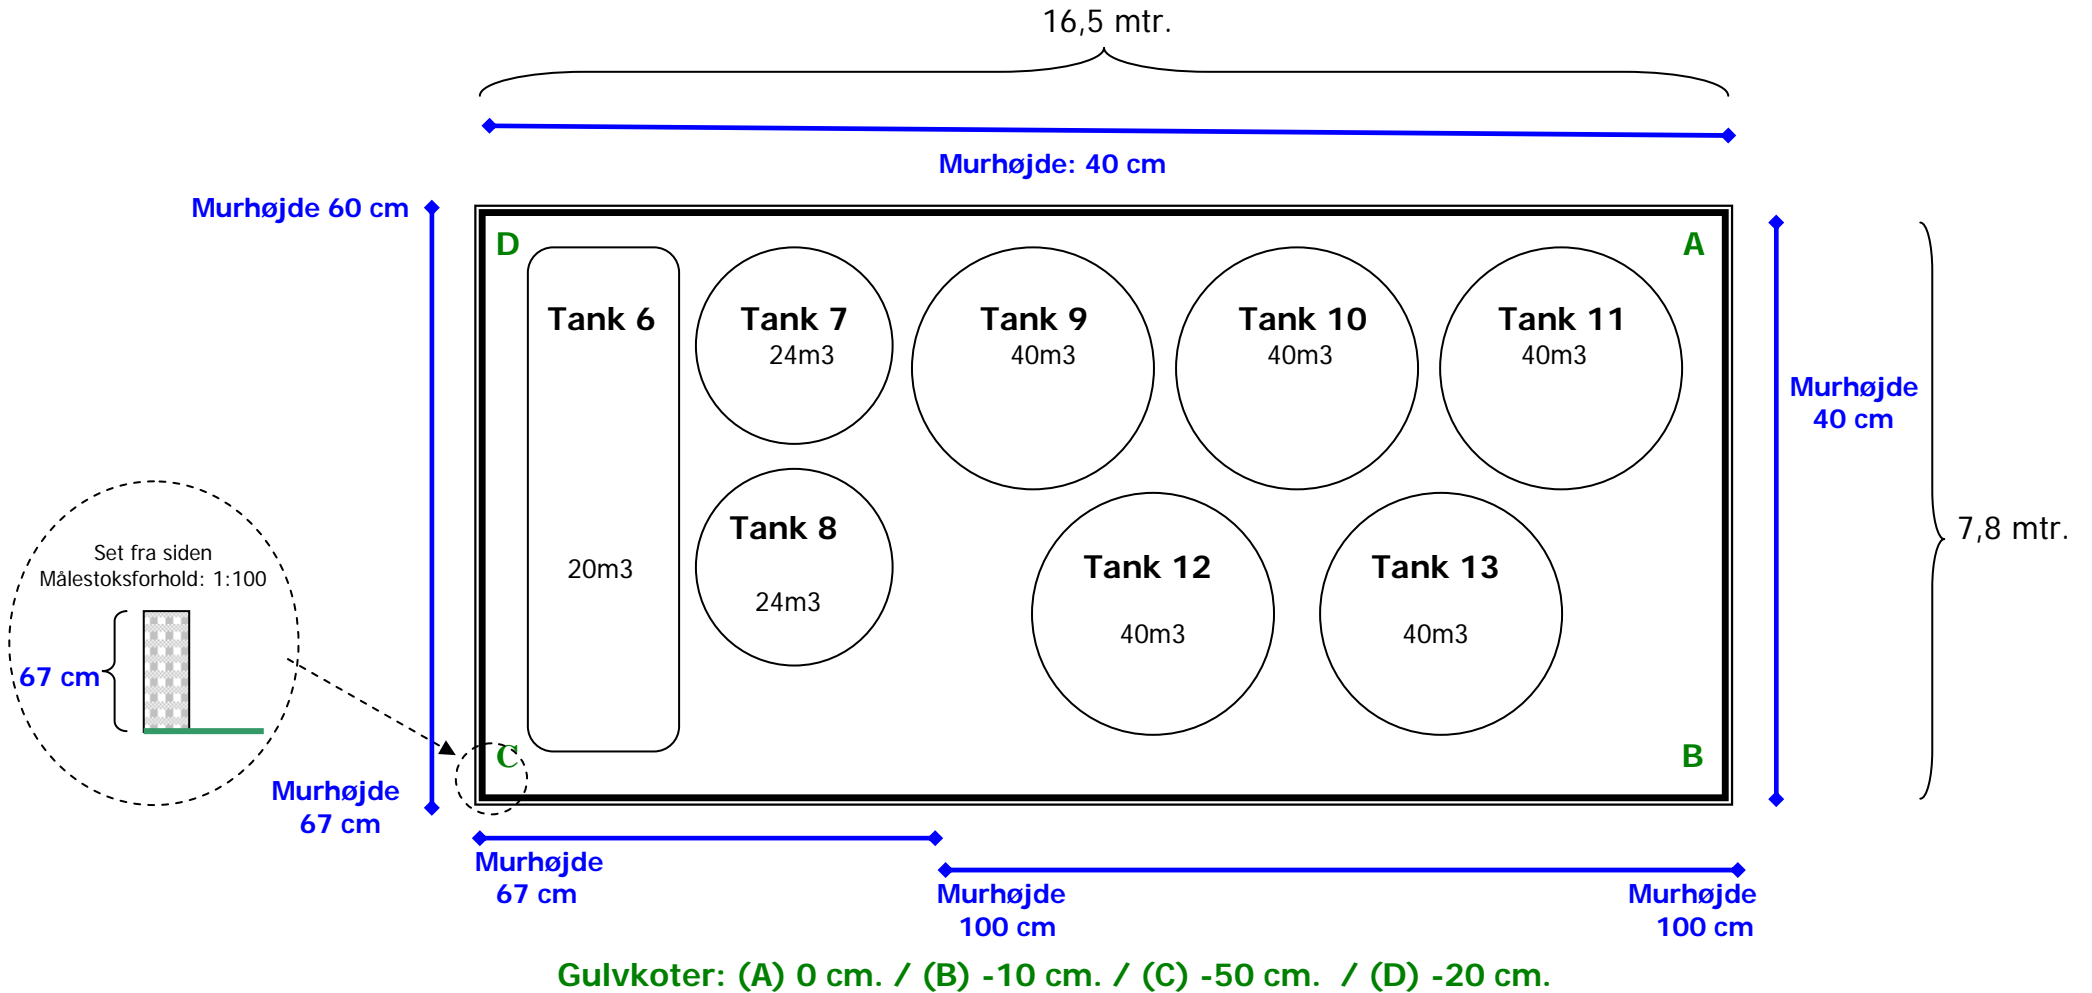 16,5 mtr.
Murhøjde: 40 cm
Murhøjde 60 cm
D
A
Tank 6
20m3
Tank 7
24m3
Tank 9
40m3
Tank 10
40m3
Tank 11
40m3
Murhøjde
40 cm
7,8 mtr.
Tank 8
24m3
Tank 12
40m3
Tank 13
40m3
Set fra siden
Målestoksforhold: 1:100
67 cm
C
B
Murhøjde
67 cm
Murhøjde
67 cm
Murhøjde
100 cm
Murhøjde
100 cm
Gulvkoter: (A) 0 cm. / (B) -10 cm. / (C) -50 cm. / (D) -20 cm.